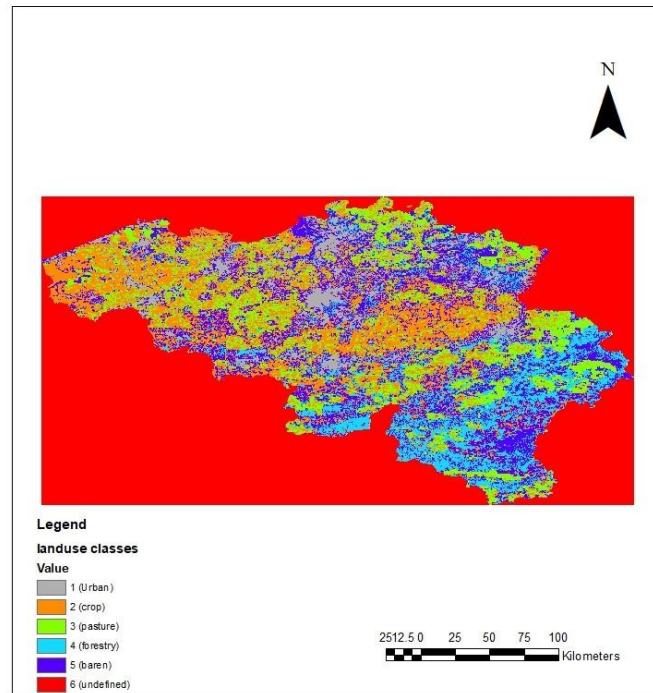 N
Legend
landuse classes
Value
1 (Urban)
2 (crop)
3 (pasture)
4 (forestry)
5 (baren)
6 (undefined)
2512.5 0 25 50 75 100
Kilometers